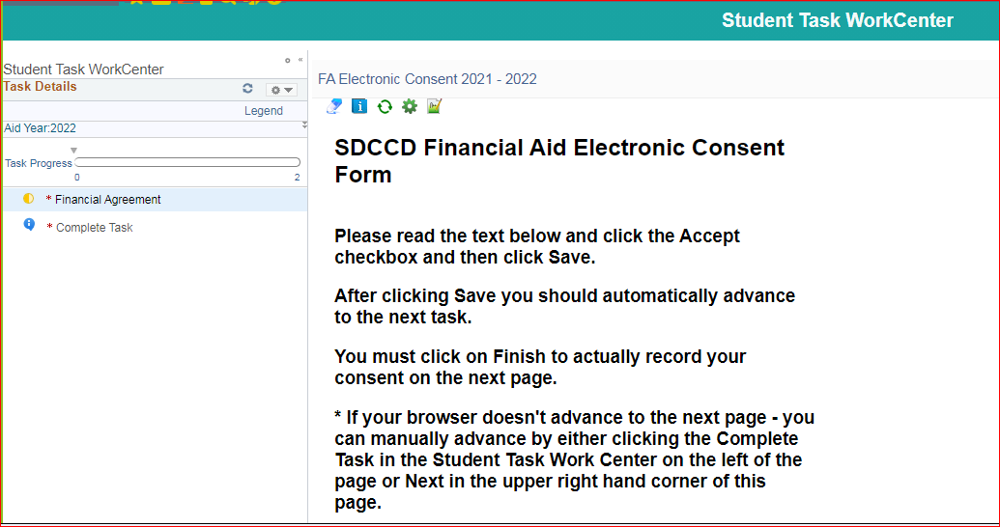 Student Task WorkCenter
Student Task WorkCenter
Task Details
Legend
Aid Year:2022
Task Progress
0 2
* Financial Agreement
* Complete Task
FA Electronic Consent 2021 - 2022
SDCCD Financial Aid Electronic Consent
Form
Please read the text below and click the Accept
checkbox and then click Save.
After clicking Save you should automatically advance
to the next task.
You must click on Finish to actually record your
consent on the next page.
* If your browser doesn't advance to the next page - you
can manually advance by either clicking the Complete
Task in the Student Task Work Center on the left of the
page or Next in the upper right hand corner of this
page.